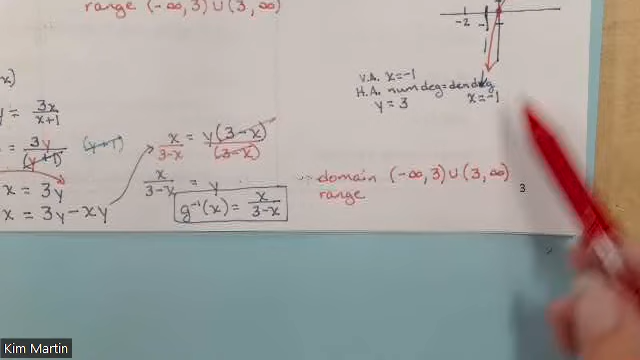 range (-∞, 3) ∪ (3, ∞)
-2
x)
y = 3x/(x+1)
= 3y/(y+1) (y+1)
x = 3y
x = 3y - xy
x/(3-x) = y(3-x)/(3-x)
x/(3-x) = y
g⁻¹(x) = x/(3-x)
V.A. x = -1
H.A. num deg = den deg
y = 3
x = -1
domain (-∞, 3) ∪ (3, ∞)
range
3
Kim Martin